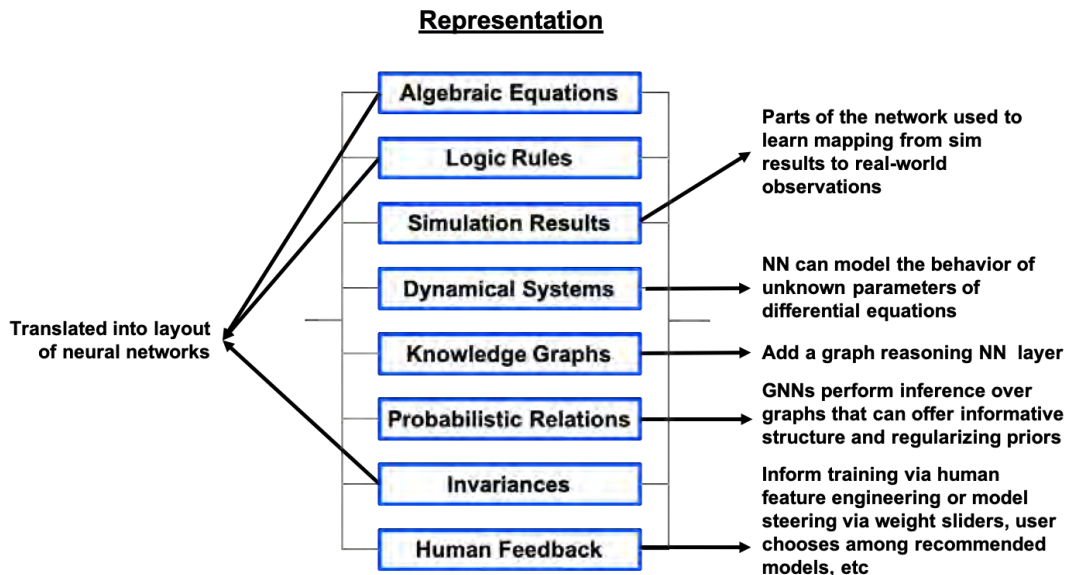 Representation
Algebraic Equations
Logic Rules
Simulation Results
Dynamical Systems
Knowledge Graphs
Probabilistic Relations
Invariances
Human Feedback
Translated into layout
of neural networks
Parts of the network used to
learn mapping from sim
results to real-world
observations
NN can model the behavior of
unknown parameters of
differential equations
Add a graph reasoning NN layer
GNNs perform inference over
graphs that can offer informative
structure and regularizing priors
Inform training via human
feature engineering or model
steering via weight sliders, user
chooses among recommended
models, etc